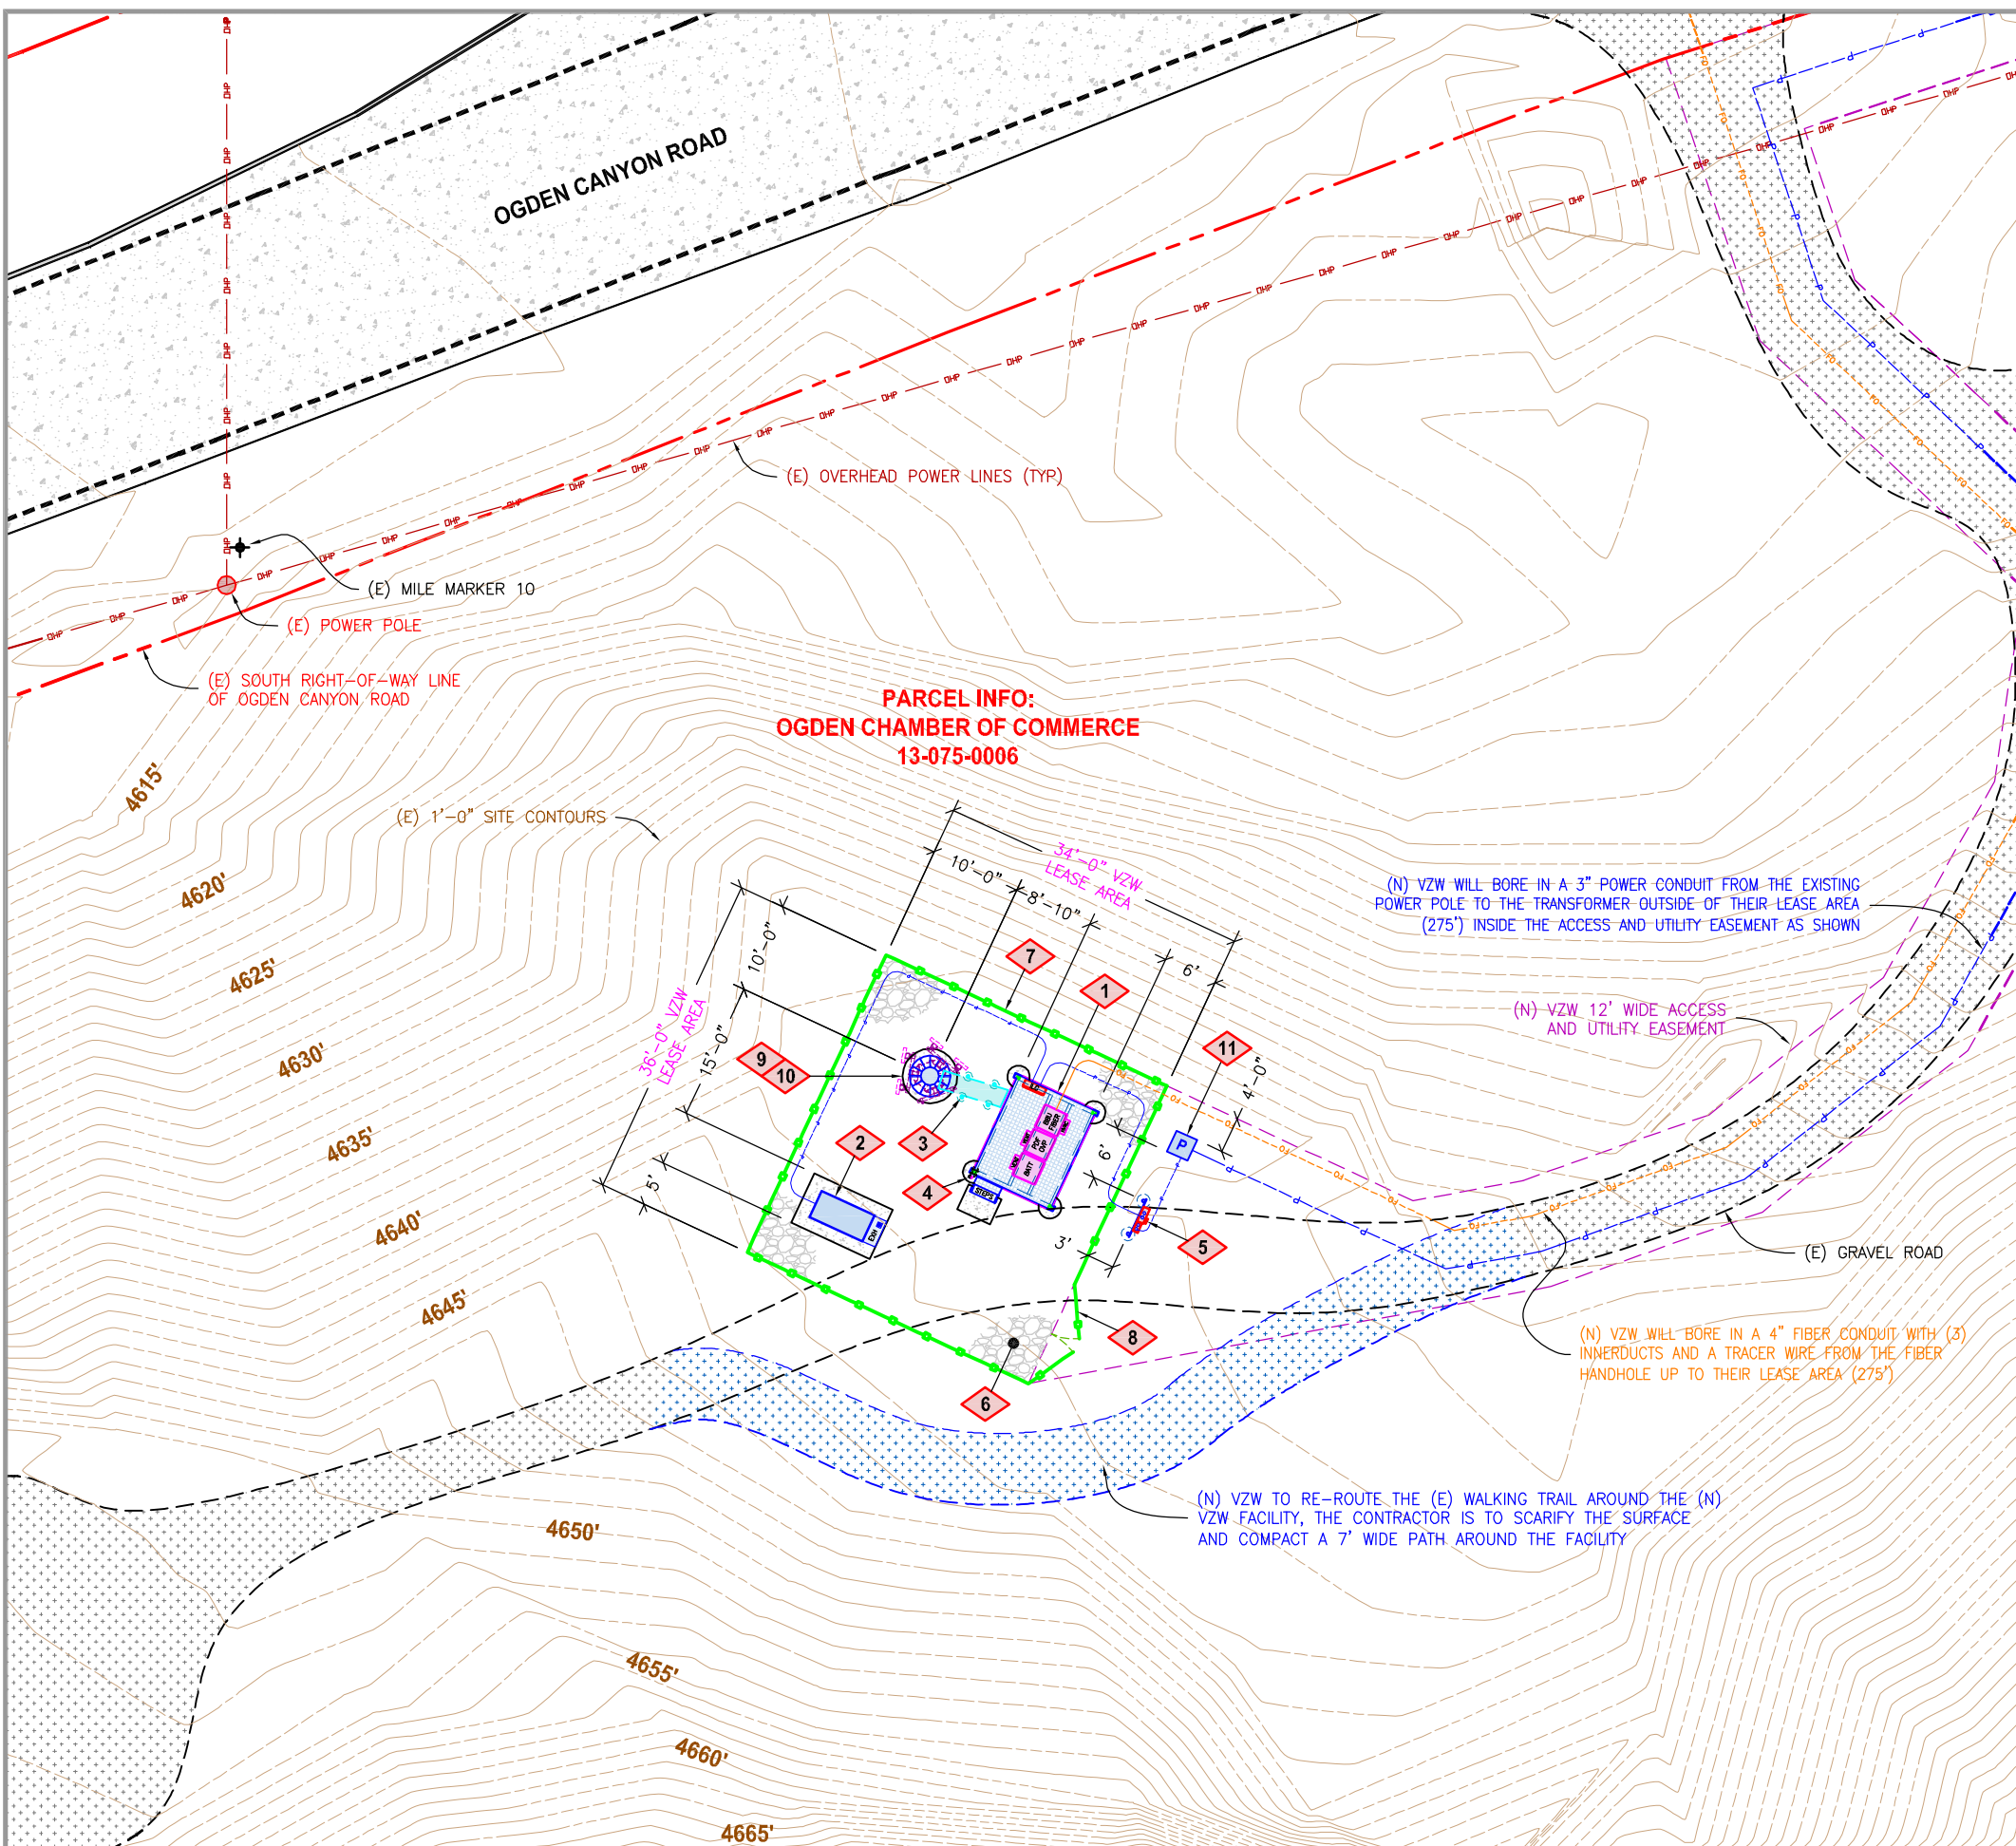 OGDEN CANYON ROAD
(E) OVERHEAD POWER LINES (TYP)
(E) MILE MARKER 10
(E) POWER POLE
(E) SOUTH RIGHT-OF-WAY LINE
OF OGDEN CANYON ROAD
PARCEL INFO:
OGDEN CHAMBER OF COMMERCE
13-075-0006
4615'
(E) 1'-0" SITE CONTOURS
34'-0" VZW
LEASE AREA
10'-0"
8'-10"
6'
4620'
(N) VZW WILL BORE IN A 3" POWER CONDUIT FROM THE EXISTING
POWER POLE TO THE TRANSFORMER OUTSIDE OF THEIR LEASE AREA
(275') INSIDE THE ACCESS AND UTILITY EASEMENT AS SHOWN
10'-0"
36'-0" VZW
LEASE AREA
15'-0"
5'
4625'
7
1
11
4'-0"
(N) VZW 12' WIDE ACCESS
AND UTILITY EASEMENT
4630'
9
10
4635'
2
3
4
BBU
FIBER
PDF
OVP
BATT
STEPS
P
6'
5
3'
4640'
(E) GRAVEL ROAD
4645'
8
6
(N) VZW WILL BORE IN A 4" FIBER CONDUIT WITH (3)
INNERDUCTS AND A TRACER WIRE FROM THE FIBER
HANDHOLE UP TO THEIR LEASE AREA (275')
(N) VZW TO RE-ROUTE THE (E) WALKING TRAIL AROUND THE (N)
VZW FACILITY, THE CONTRACTOR IS TO SCARIFY THE SURFACE
AND COMPACT A 7' WIDE PATH AROUND THE FACILITY
4650'
4655'
4660'
4665'